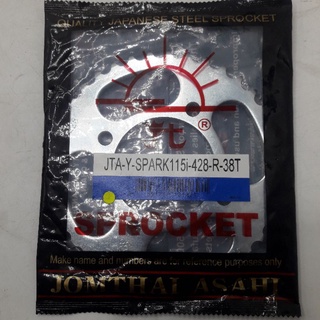 QUALITY JAPANESE STEEL SPROCKET
jt
®
JTA-Y-SPARK115i-428-R-38T
SPROCKET
Make name and numbers are for reference purposes only
JOMTHAI ASAHI